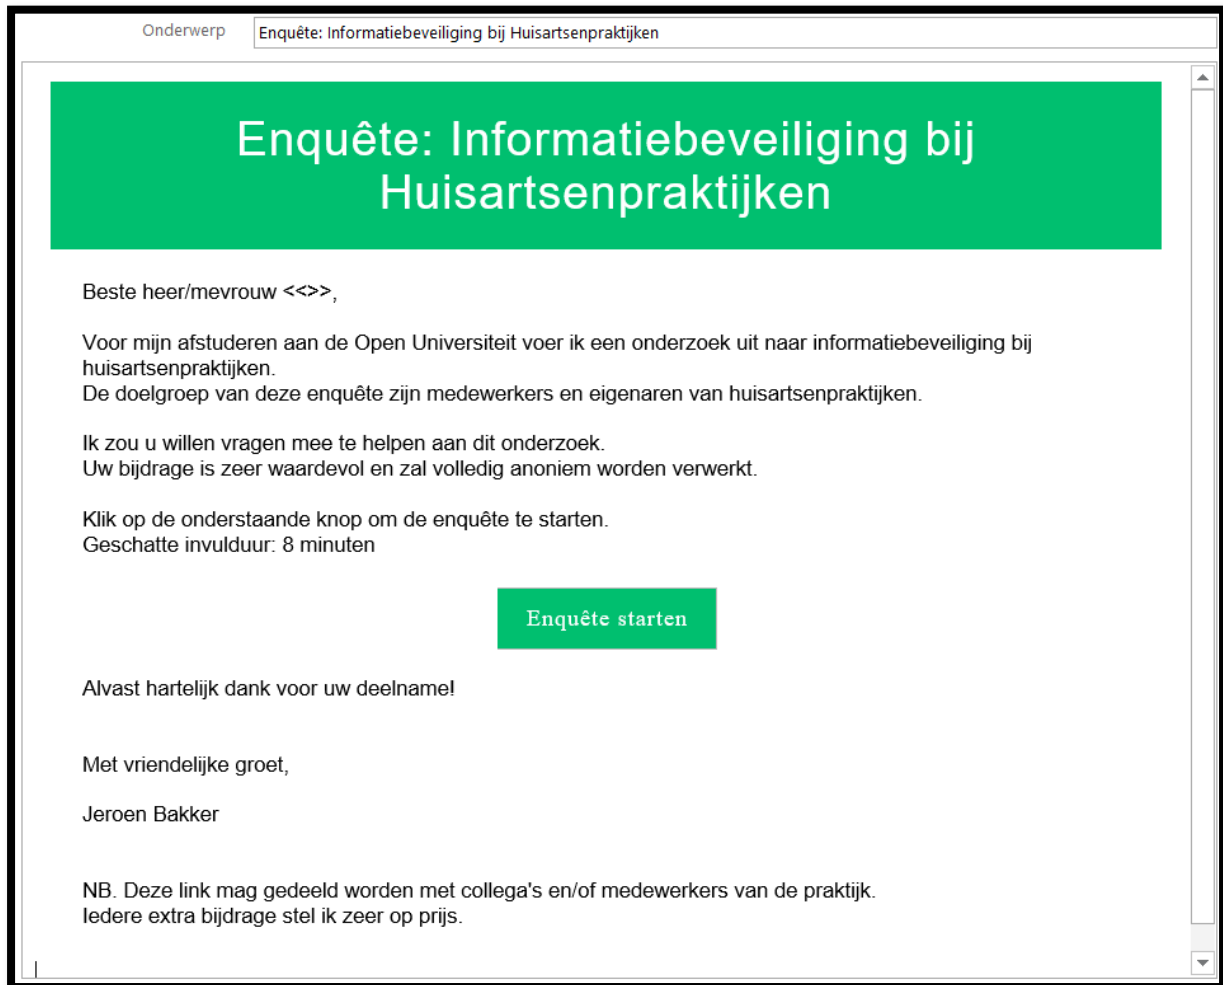 Onderwerp Enquête: Informatiebeveiliging bij Huisartsenpraktijken
Enquête: Informatiebeveiliging bij
Huisartsenpraktijken
Beste heer/mevrouw <<>>,
Voor mijn afstuderen aan de Open Universiteit voer ik een onderzoek uit naar informatiebeveiliging bij
huisartsenpraktijken.
De doelgroep van deze enquête zijn medewerkers en eigenaren van huisartsenpraktijken.
Ik zou u willen vragen mee te helpen aan dit onderzoek.
Uw bijdrage is zeer waardevol en zal volledig anoniem worden verwerkt.
Klik op de onderstaande knop om de enquête te starten.
Geschatte invulduur: 8 minuten
Enquête starten
Alvast hartelijk dank voor uw deelname!
Met vriendelijke groet,
Jeroen Bakker
NB. Deze link mag gedeeld worden met collega's en/of medewerkers van de praktijk.
Iedere extra bijdrage stel ik zeer op prijs.